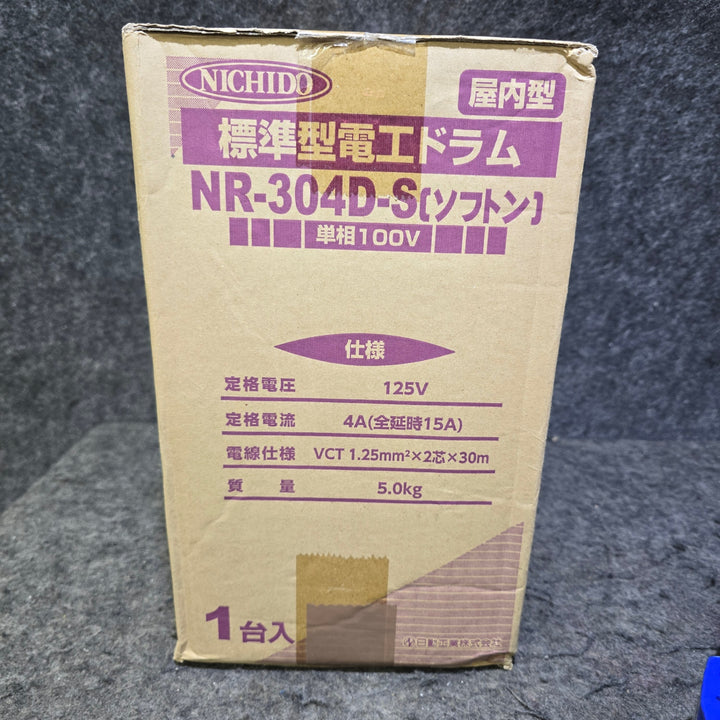 NICHIDO
屋内型
標準型電工ドラム
NR-304D-S(ソフトン)
単相100V
仕様
定格電圧 125V
定格電流 4A(全延時15A)
電線仕様 VCT 1.25mm²×2芯×30m
質量 5.0kg
1台入
日動工業株式会社